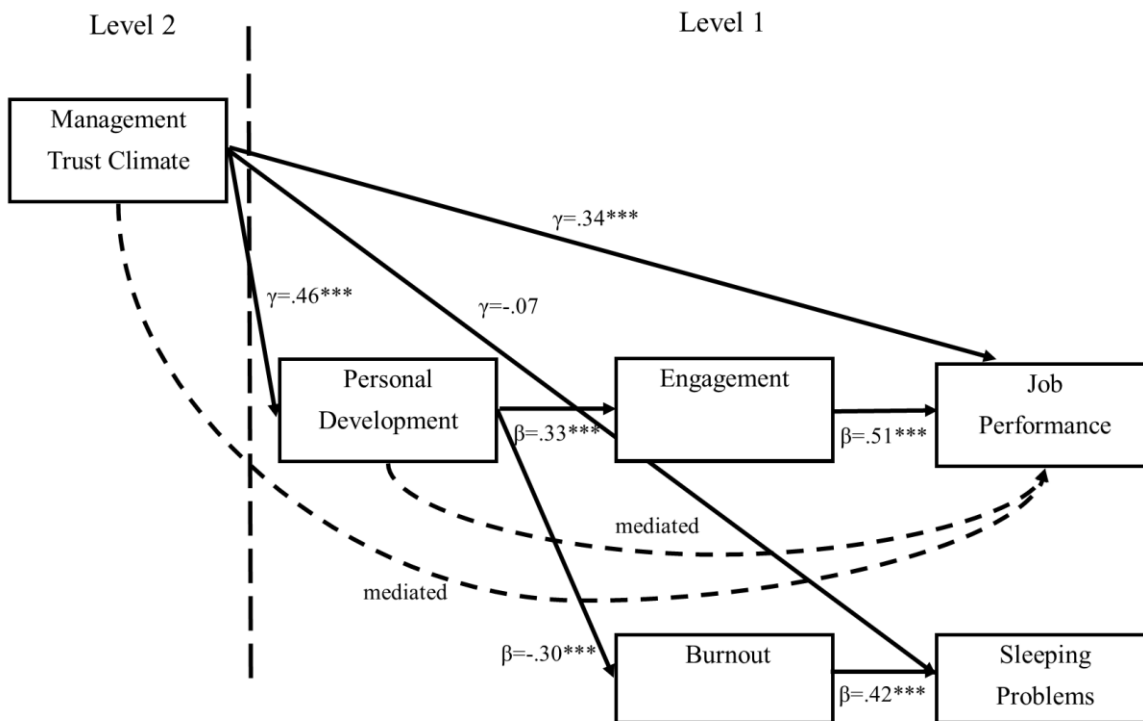 Level 2
Level 1
Management
Trust Climate
γ=.34***
γ=.46***
γ=-.07
Personal
Development
Engagement
Job
Performance
β=.33***
β=.51***
mediated
mediated
β=-.30***
Burnout
β=.42***
Sleeping
Problems